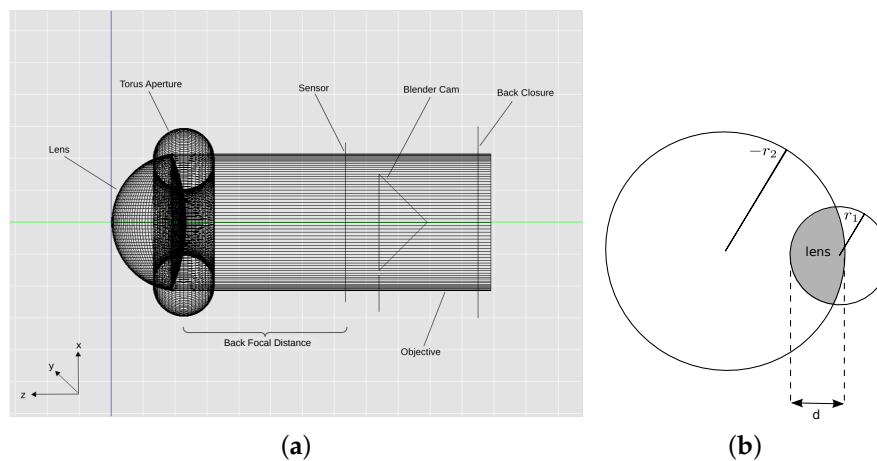 Torus Aperture
Sensor
Blender Cam
Back Closure
Lens
Back Focal Distance
Objective
x
y
z
(a)
−r₂
r₁
lens
d
(b)